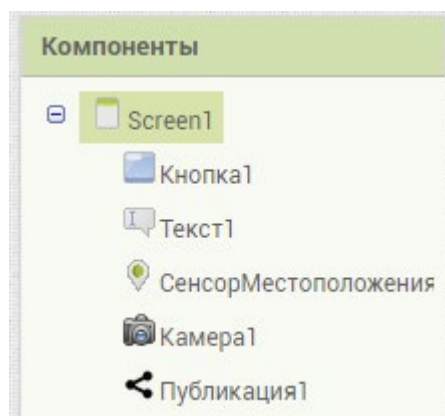 Компоненты
Screen1
Кнопка1
Текст1
СенсорМестоположения
Камера1
Публикация1